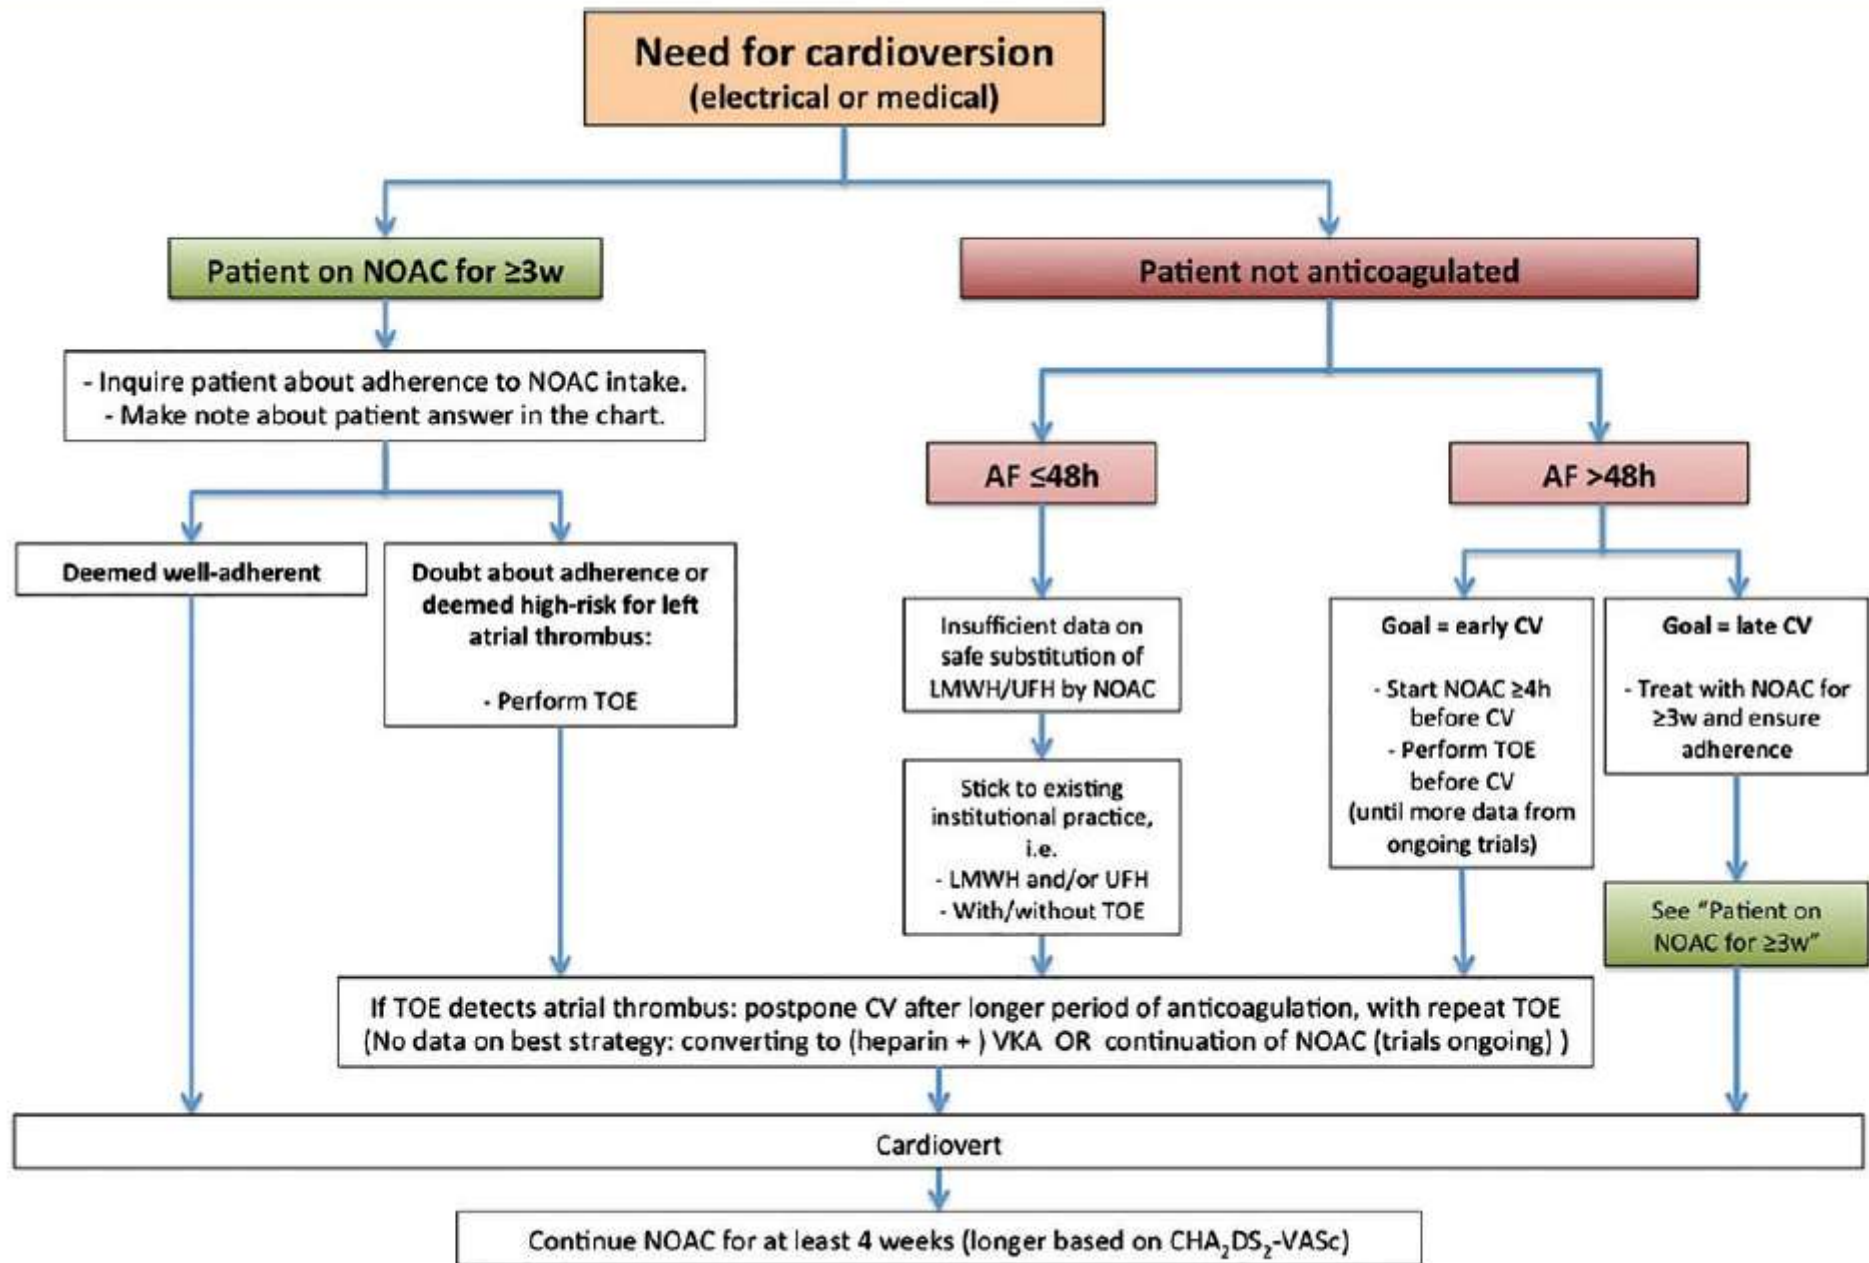 Need for cardioversion
(electrical or medical)
Patient on NOAC for ≥3w
Patient not anticoagulated
- Inquire patient about adherence to NOAC intake.
- Make note about patient answer in the chart.
AF ≤48h
AF >48h
Deemed well-adherent
Doubt about adherence or
deemed high-risk for left
atrial thrombus:
- Perform TOE
Insufficient data on
safe substitution of
LMWH/UFH by NOAC
Stick to existing
institutional practice,
i.e.
- LMWH and/or UFH
- With/without TOE
Goal = early CV
- Start NOAC ≥4h
before CV
- Perform TOE
before CV
(until more data from
ongoing trials)
Goal = late CV
- Treat with NOAC for
≥3w and ensure
adherence
See "Patient on
NOAC for ≥3w"
If TOE detects atrial thrombus: postpone CV after longer period of anticoagulation, with repeat TOE
(No data on best strategy: converting to (heparin + ) VKA OR continuation of NOAC (trials ongoing) )
Cardiovert
Continue NOAC for at least 4 weeks (longer based on CHA₂DS₂-VASc)